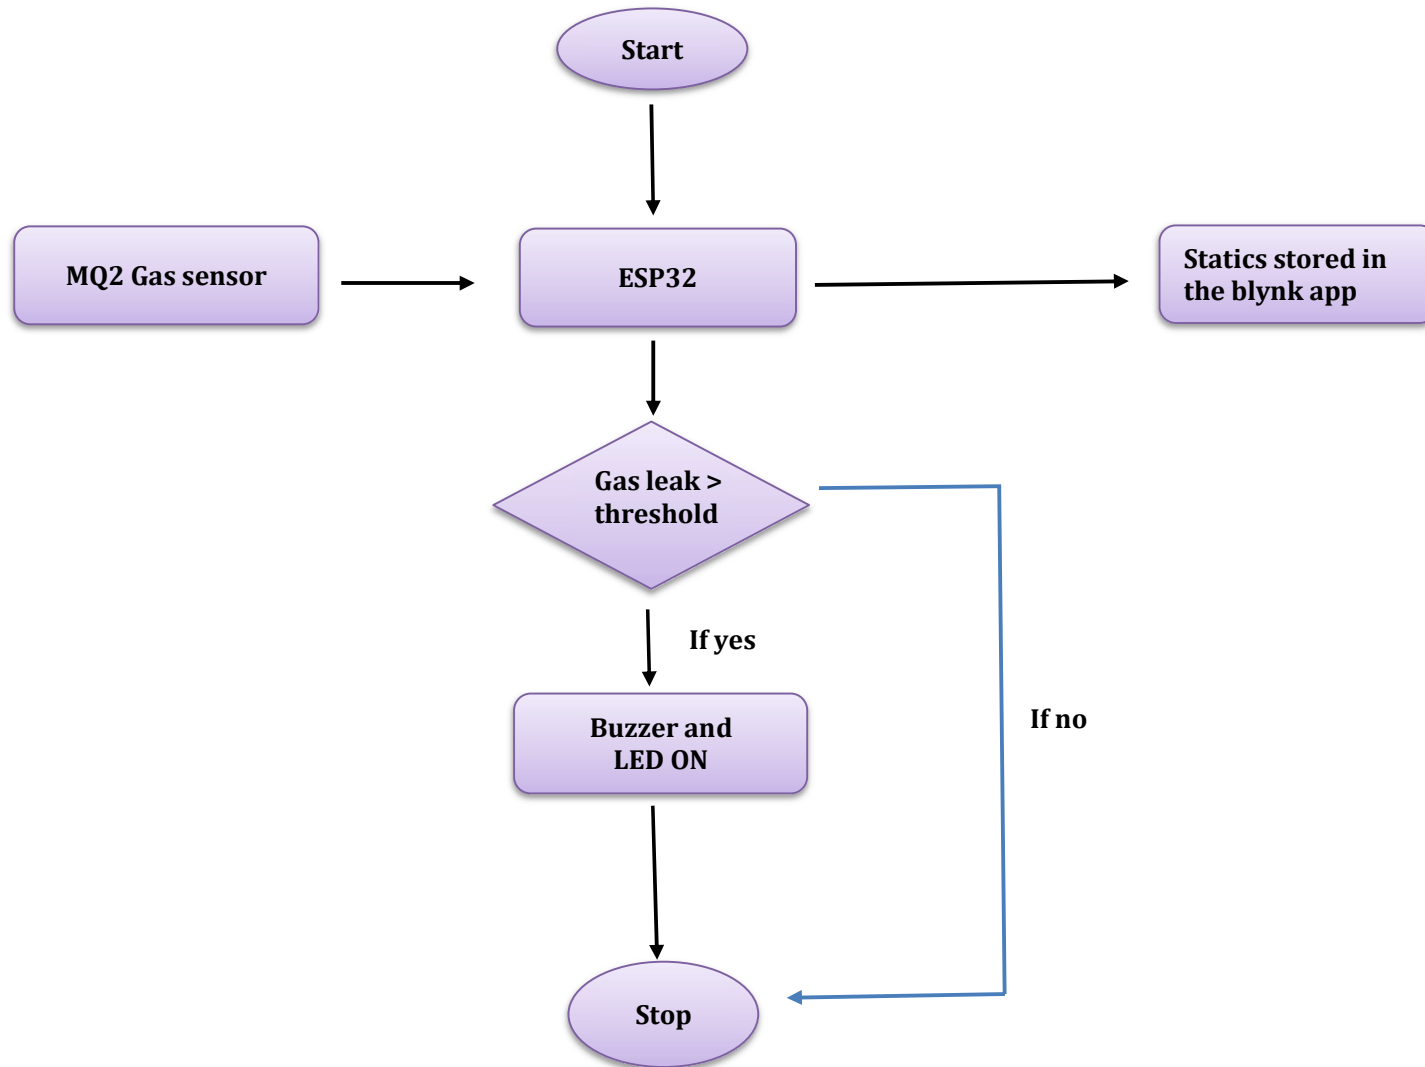 Start
MQ2 Gas sensor
ESP32
Statics stored in
the blynk app
Gas leak >
threshold
If yes
Buzzer and
LED ON
If no
Stop